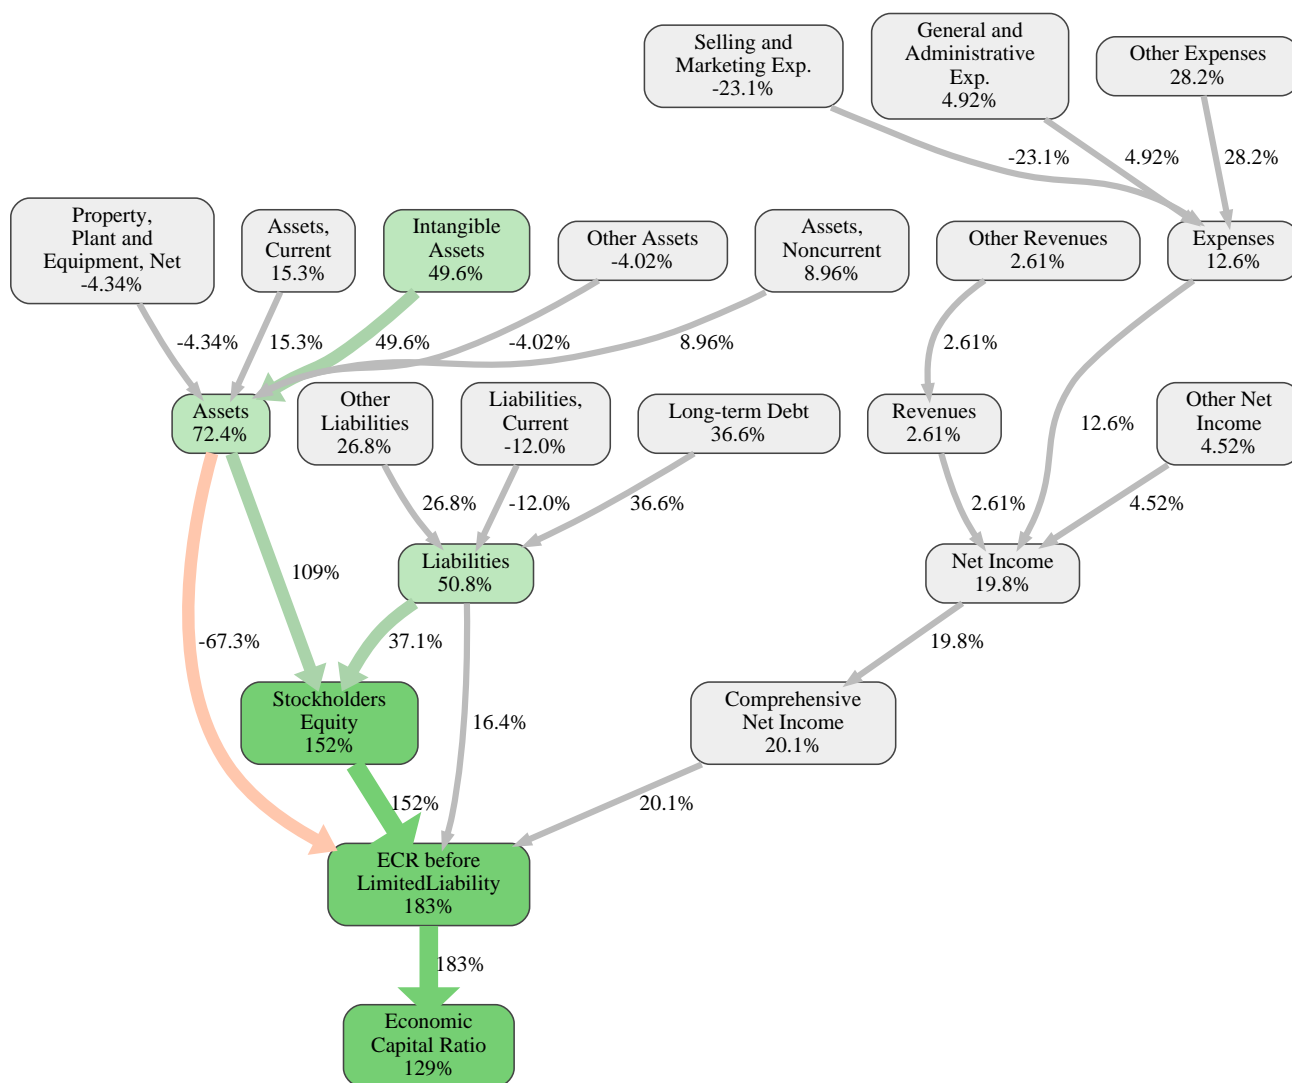 Selling and
Marketing Exp.
-23.1%
General and
Administrative
Exp.
4.92%
Other Expenses
28.2%
-23.1%
4.92%
28.2%
Property,
Plant and
Equipment, Net
-4.34%
Assets,
Current
15.3%
Intangible
Assets
49.6%
Other Assets
-4.02%
Assets,
Noncurrent
8.96%
Other Revenues
2.61%
Expenses
12.6%
-4.34%
15.3%
49.6%
-4.02%
8.96%
2.61%
Assets
72.4%
Other
Liabilities
26.8%
Liabilities,
Current
-12.0%
Long-term Debt
36.6%
Revenues
2.61%
12.6%
Other Net
Income
4.52%
26.8%
-12.0%
36.6%
2.61%
4.52%
109%
Liabilities
50.8%
Net Income
19.8%
-67.3%
37.1%
19.8%
Stockholders
Equity
152%
16.4%
Comprehensive
Net Income
20.1%
152%
20.1%
ECR before
LimitedLiability
183%
183%
Economic
Capital Ratio
129%